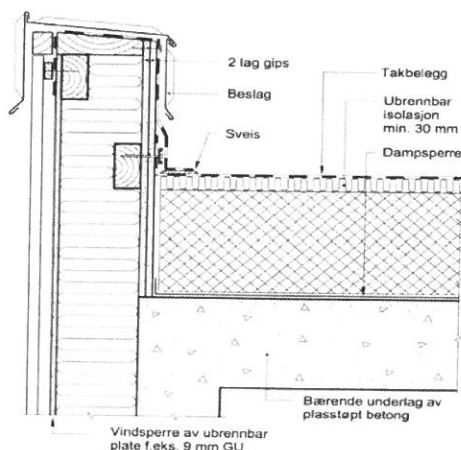 2 lag gips
Beslag
Sveis
Takbelegg
Ubrennbar
isolasjon
min. 30 mm
Dampsperre
Bærende underlag av
plasstøpt betong
Vindsperre av ubrennbar
plate f.eks. 9 mm GU